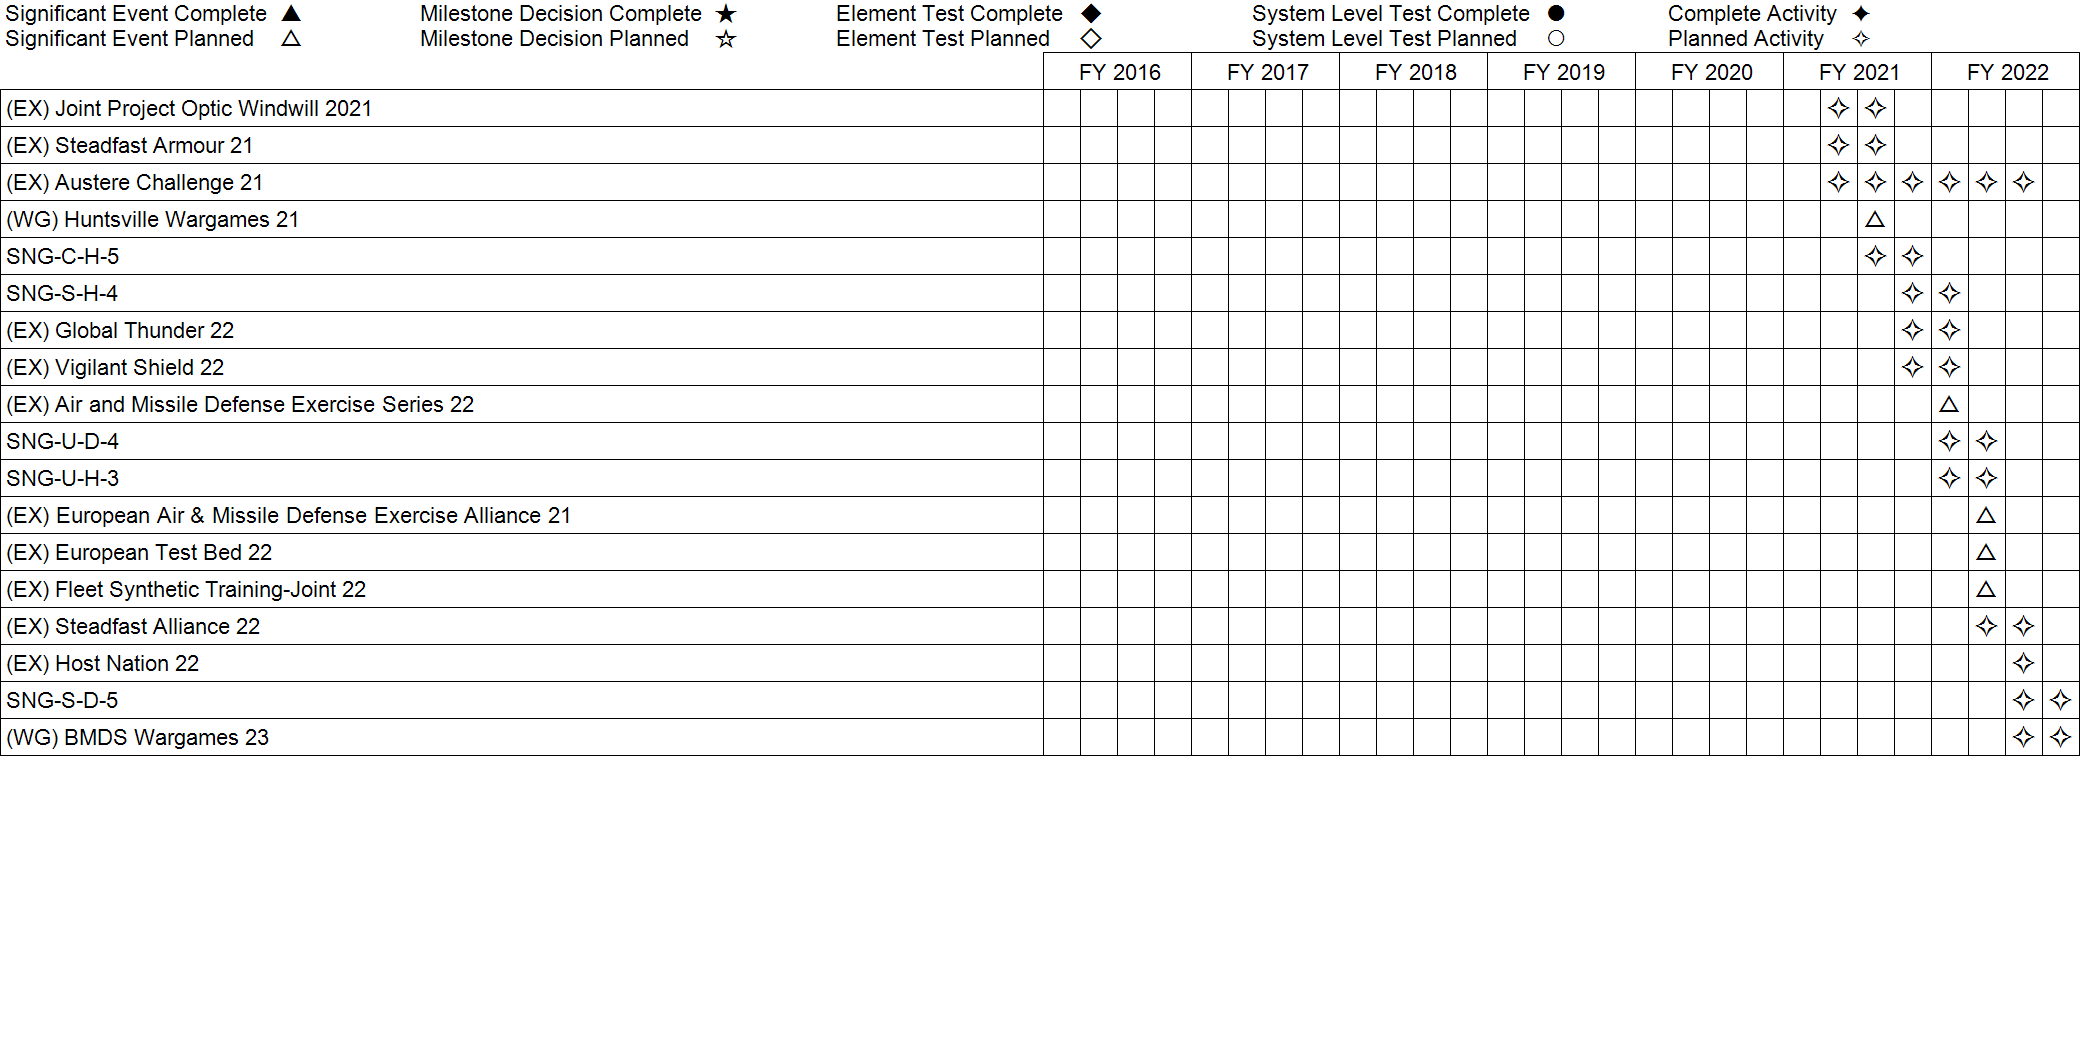 Significant Event Complete ▲ Milestone Decision Complete ★ Element Test Complete ◆ System Level Test Complete ● Complete Activity ✦
Significant Event Planned △ Milestone Decision Planned ☆ Element Test Planned ◇ System Level Test Planned ○ Planned Activity ✧
FY 2016 FY 2017 FY 2018 FY 2019 FY 2020 FY 2021 FY 2022
(EX) Joint Project Optic Windwill 2021 ✧ ✧
(EX) Steadfast Armour 21 ✧ ✧
(EX) Austere Challenge 21 ✧ ✧ ✧ ✧ ✧ ✧
(WG) Huntsville Wargames 21 △
SNG-C-H-5 ✧ ✧
SNG-S-H-4 ✧ ✧
(EX) Global Thunder 22 ✧ ✧
(EX) Vigilant Shield 22 ✧ ✧
(EX) Air and Missile Defense Exercise Series 22 △
SNG-U-D-4 ✧ ✧
SNG-U-H-3 ✧ ✧
(EX) European Air & Missile Defense Exercise Alliance 21 △
(EX) European Test Bed 22 △
(EX) Fleet Synthetic Training-Joint 22 △
(EX) Steadfast Alliance 22 ✧ ✧
(EX) Host Nation 22 ✧
SNG-S-D-5 ✧ ✧
(WG) BMDS Wargames 23 ✧ ✧